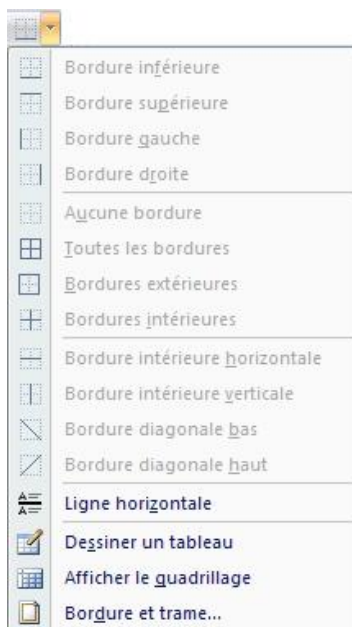 Bordure inférieure
Bordure supérieure
Bordure gauche
Bordure droite
Aucune bordure
Toutes les bordures
Bordures extérieures
Bordures intérieures
Bordure intérieure horizontale
Bordure intérieure verticale
Bordure diagonale bas
Bordure diagonale haut
Ligne horizontale
Dessiner un tableau
Afficher le quadrillage
Bordure et trame...